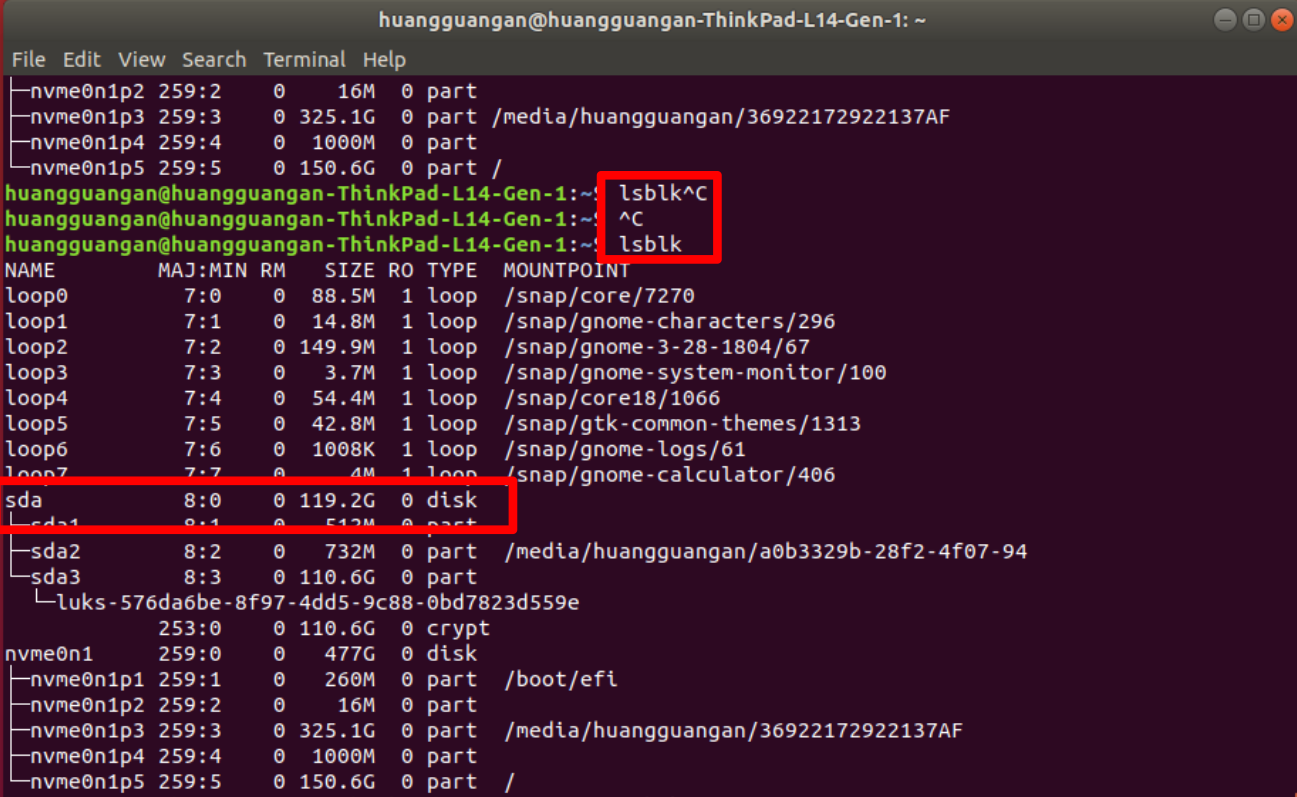 huangguangan@huangguangan-ThinkPad-L14-Gen-1: ~
File Edit View Search Terminal Help
├─nvme0n1p2 259:2    0    16M  0 part
├─nvme0n1p3 259:3    0 325.1G  0 part /media/huangguangan/36922172922137AF
├─nvme0n1p4 259:4    0  1000M  0 part
└─nvme0n1p5 259:5    0 150.6G  0 part /
huangguangan@huangguangan-ThinkPad-L14-Gen-1:~$ lsblk^C
huangguangan@huangguangan-ThinkPad-L14-Gen-1:~$ ^C
huangguangan@huangguangan-ThinkPad-L14-Gen-1:~$ lsblk
NAME        MAJ:MIN RM   SIZE RO TYPE  MOUNTPOINT
loop0         7:0    0  88.5M  1 loop  /snap/core/7270
loop1         7:1    0  14.8M  1 loop  /snap/gnome-characters/296
loop2         7:2    0 149.9M  1 loop  /snap/gnome-3-28-1804/67
loop3         7:3    0   3.7M  1 loop  /snap/gnome-system-monitor/100
loop4         7:4    0  54.4M  1 loop  /snap/core18/1066
loop5         7:5    0  42.8M  1 loop  /snap/gtk-common-themes/1313
loop6         7:6    0  1008K  1 loop  /snap/gnome-logs/61
loop7         7:7    0     4M  1 loop  /snap/gnome-calculator/406
sda           8:0    0 119.2G  0 disk
├─sda1        8:1    0   512M  0 part
├─sda2        8:2    0   732M  0 part  /media/huangguangan/a0b3329b-28f2-4f07-94
└─sda3        8:3    0 110.6G  0 part
  └─luks-576da6be-8f97-4dd5-9c88-0bd7823d559e
            253:0    0 110.6G  0 crypt
nvme0n1     259:0    0   477G  0 disk
├─nvme0n1p1 259:1    0   260M  0 part  /boot/efi
├─nvme0n1p2 259:2    0    16M  0 part
├─nvme0n1p3 259:3    0 325.1G  0 part  /media/huangguangan/36922172922137AF
├─nvme0n1p4 259:4    0  1000M  0 part
└─nvme0n1p5 259:5    0 150.6G  0 part  /